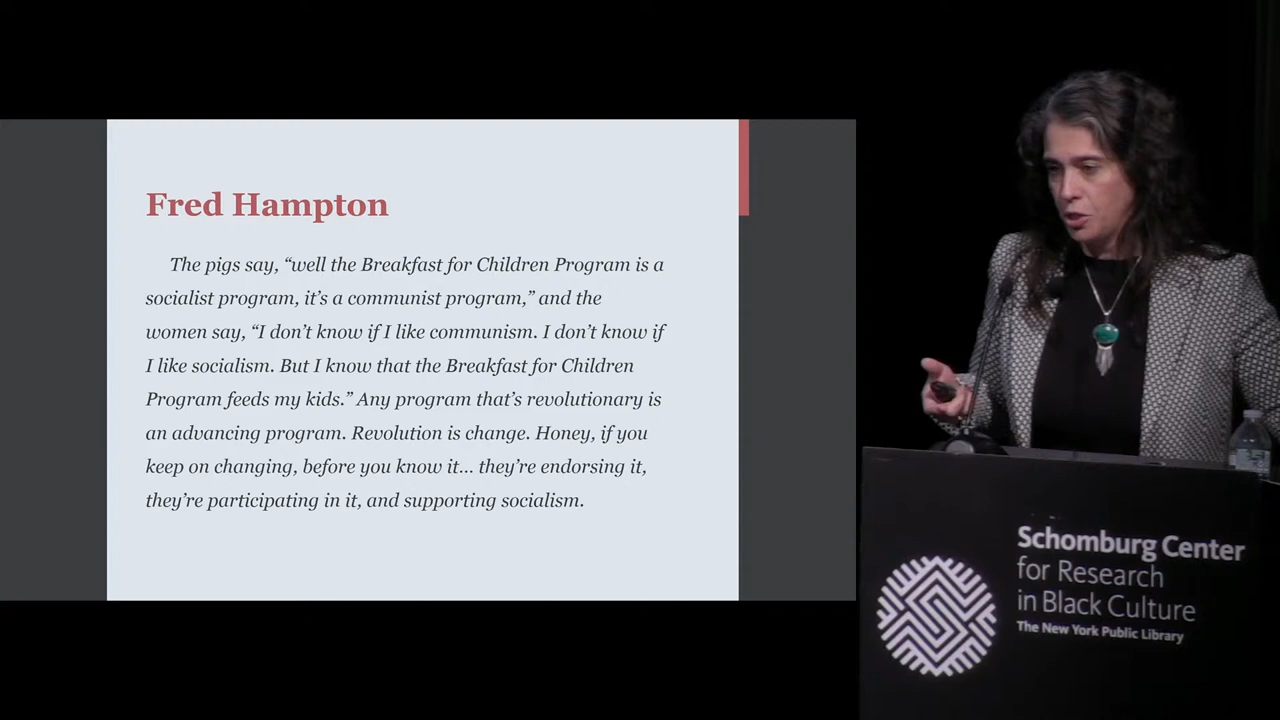 Fred Hampton
The pigs say, “well the Breakfast for Children Program is a
socialist program, it’s a communist program,” and the
women say, “I don’t know if I like communism. I don’t know if
I like socialism. But I know that the Breakfast for Children
Program feeds my kids.” Any program that’s revolutionary is
an advancing program. Revolution is change. Honey, if you
keep on changing, before you know it… they’re endorsing it,
they’re participating in it, and supporting socialism.
Schomburg Center
for Research
in Black Culture
The New York Public Library